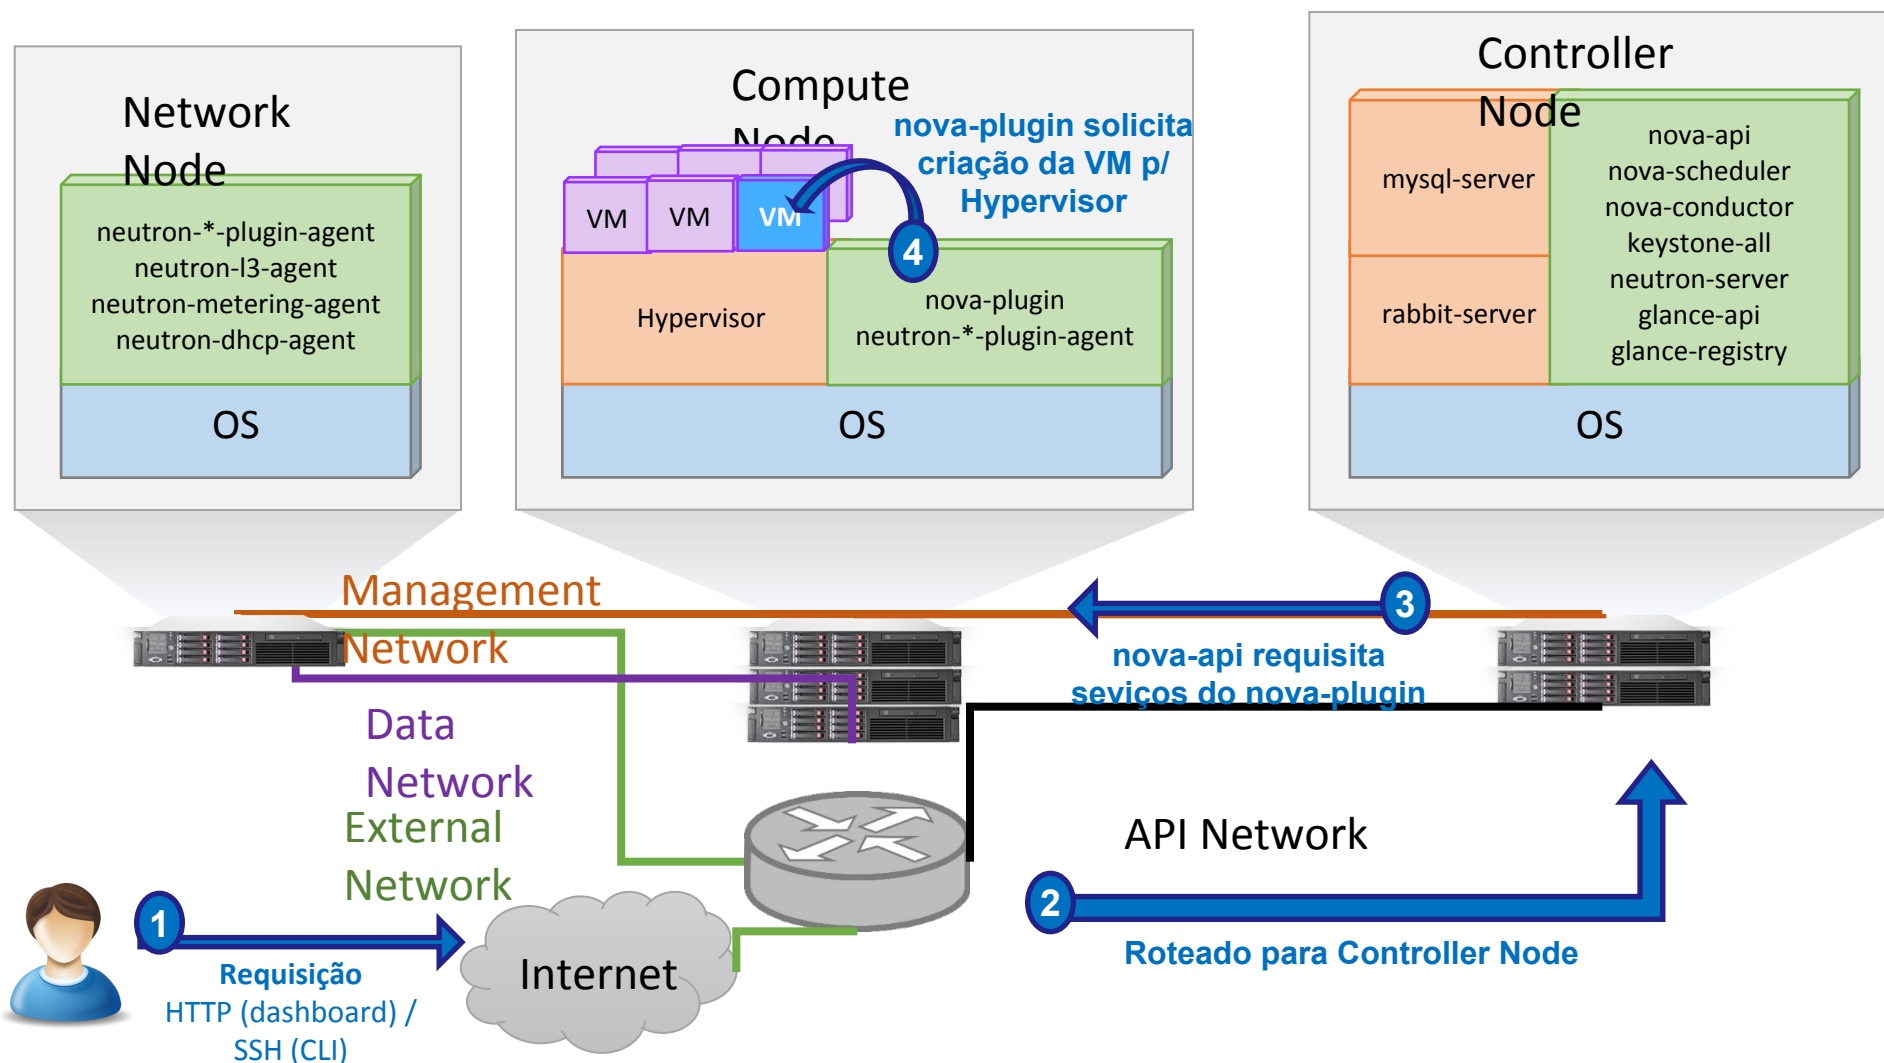 Network
Node
neutron-*-plugin-agent
neutron-l3-agent
neutron-metering-agent
neutron-dhcp-agent
OS
Compute
Node
nova-plugin solicita
criação da VM p/
Hypervisor
4
VM
VM
VM
Hypervisor
nova-plugin
neutron-*-plugin-agent
OS
Controller
Node
mysql-server
rabbit-server
nova-api
nova-scheduler
nova-conductor
keystone-all
neutron-server
glance-api
glance-registry
OS
Management
Network
3
nova-api requisita
seviços do nova-plugin
Data
Network
External
Network
API Network
2
Roteado para Controller Node
1
Requisição
HTTP (dashboard) /
SSH (CLI)
Internet